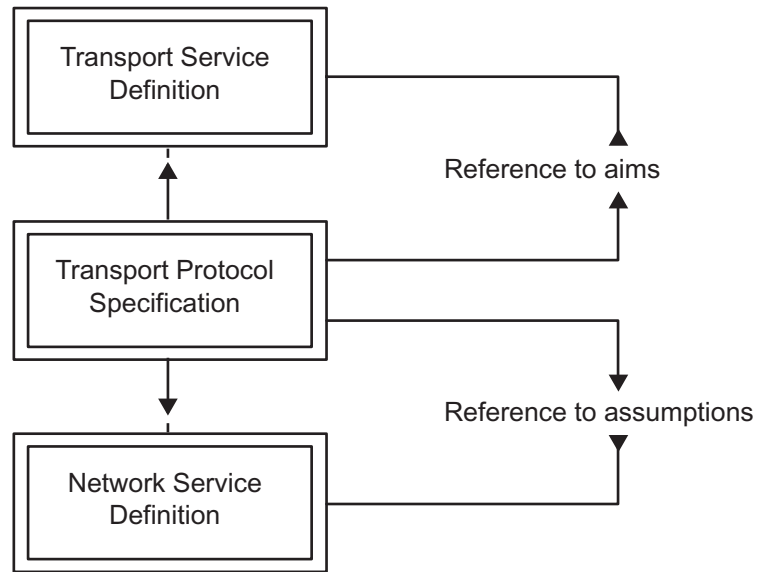 Transport Service
Definition
Reference to aims
Transport Protocol
Specification
Reference to assumptions
Network Service
Definition